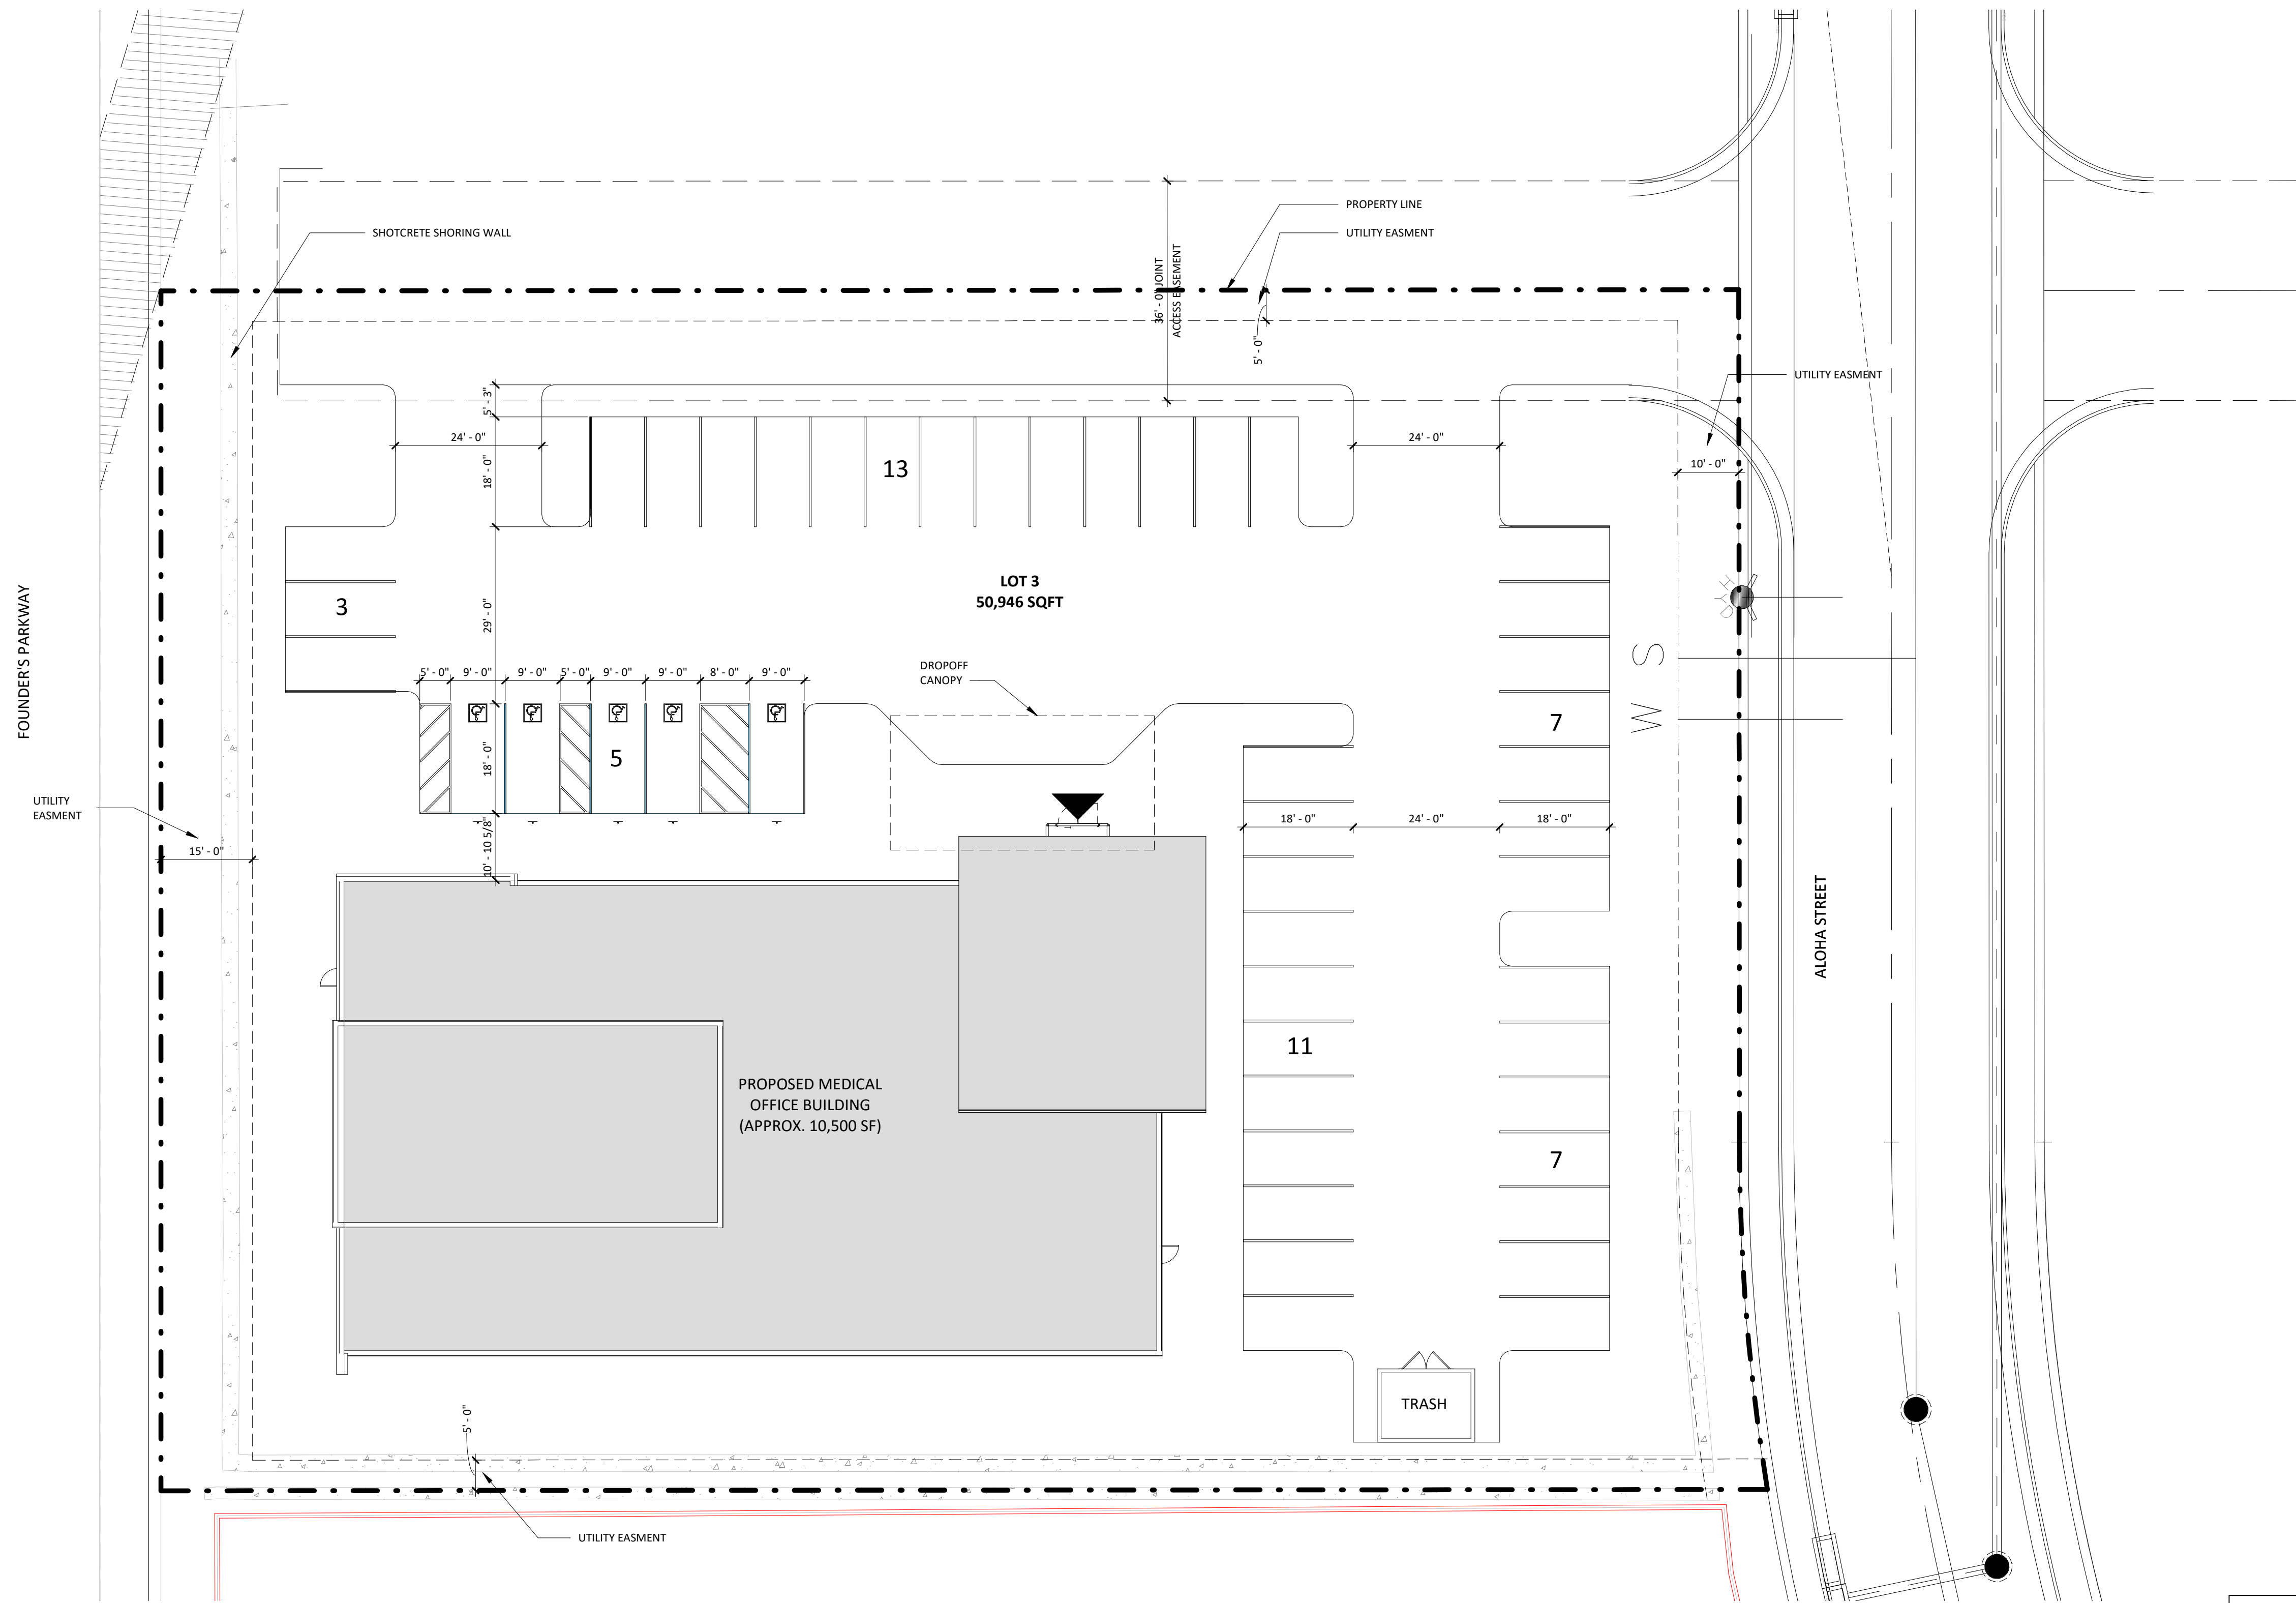 PROPERTY LINE
SHOTCRETE SHORING WALL
UTILITY EASMENT
36' - 0" JOINT
ACCESS EASEMENT
5' - 0"
UTILITY EASMENT
5' - 3"
24' - 0"
24' - 0"
18' - 0"
13
10' - 0"
LOT 3
50,946 SQFT
HYD
3
29' - 0"
FOUNDER'S PARKWAY
S
W
DROPOFF
CANOPY
5' - 0"
9' - 0"
9' - 0"
5' - 0"
9' - 0"
9' - 0"
8' - 0"
9' - 0"
7
5
18' - 0"
UTILITY
EASMENT
18' - 0"
24' - 0"
18' - 0"
15' - 0"
10' - 10 5/8"
ALOHA STREET
11
PROPOSED MEDICAL
OFFICE BUILDING
(APPROX. 10,500 SF)
7
TRASH
5' - 0"
UTILITY EASMENT